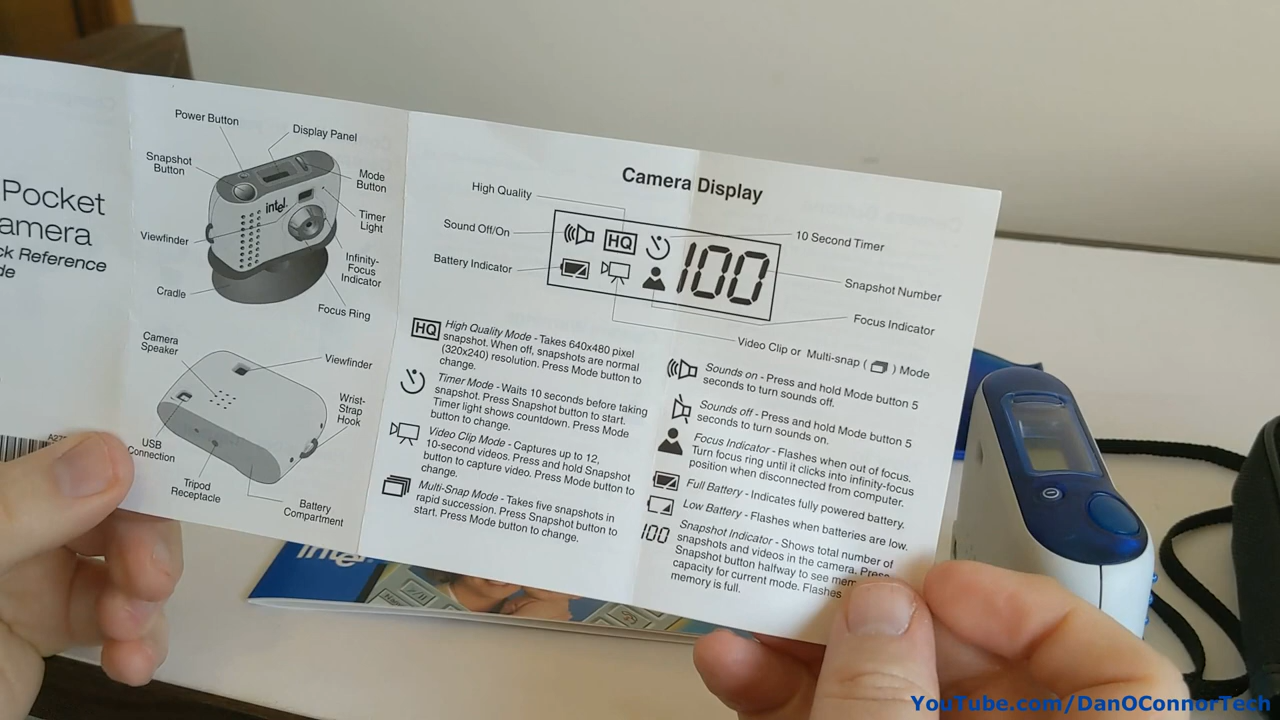 Pocket
amera
ck Reference
de
Power Button
Display Panel
Snapshot
Button
Mode
Button
intel
Timer
Light
Viewfinder
Infinity-
Focus
Indicator
Cradle
Focus Ring
Camera
Speaker
Viewfinder
Wrist-
Strap
Hook
USB
Connection
Tripod
Receptacle
Battery
Compartment
Camera Display
High Quality
Sound Off/On
Battery Indicator
HQ
100
10 Second Timer
Snapshot Number
Focus Indicator
Video Clip or Multi-snap ( ) Mode
HQ
High Quality Mode - Takes 640x480 pixel
snapshot. When off, snapshots are normal
(320x240) resolution. Press Mode button to
change.
Timer Mode - Waits 10 seconds before taking
snapshot. Press Snapshot button to start.
Timer light shows countdown. Press Mode
button to change.
Video Clip Mode - Captures up to 12,
10-second videos. Press and hold Snapshot
button to capture video. Press Mode button to
change.
Multi-Snap Mode - Takes five snapshots in
rapid succession. Press Snapshot button to
start. Press Mode button to change.
Sounds on - Press and hold Mode button 5
seconds to turn sounds off.
Sounds off - Press and hold Mode button 5
seconds to turn sounds on.
Focus Indicator - Flashes when out of focus.
Turn focus ring until it clicks into infinity-focus
position when disconnected from computer.
Full Battery - Indicates fully powered battery.
Low Battery - Flashes when batteries are low.
100
Snapshot Indicator - Shows total number of
snapshots and videos in the camera. Press
Snapshot button halfway to see mem
capacity for current mode. Flashes
memory is full.
intel
YouTube.com/DanOConnorTech